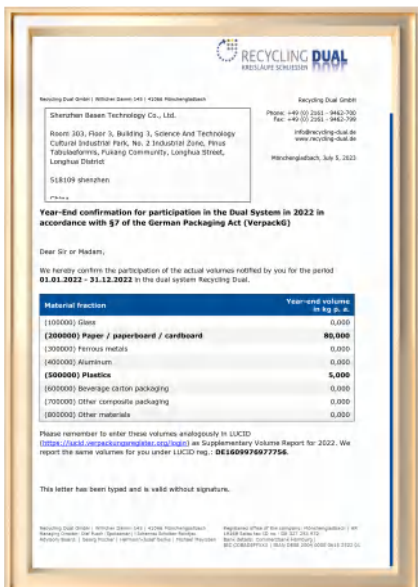 RECYCLING DUAL
KREISLÄUFE SCHLIESSEN
Recycling Dual GmbH
41066 Mönchengladbach
Recycling Dual GmbH
Shenzhen Basen Technology Co., Ltd.
Phone: +49 (0) 2161 - 9462-700
Fax: +49 (0) 2161 - 9462-709
Room 303, Floor 3, Building 3, Science And Technology
Cultural Industrial Park, No. 2 Industrial Zone, Pinus
Tabulaeformis, Fukang Community, Longhua Street,
Longhua District
info@recycling-dual.de
www.recycling-dual.de
Mönchengladbach, July 5, 2023
518109 shenzhen
China
Year-End confirmation for participation in the Dual System in 2022 in
accordance with §7 of the German Packaging Act (VerpackG)
Dear Sir or Madam,
We hereby confirm the participation of the actual volumes notified by you for the period
01.01.2022 - 31.12.2022 in the dual system Recycling Dual.
Material fraction Year-end volume
in kg p. a.
(100000) Glass 0,000
(200000) Paper / paperboard / cardboard 80,000
(300000) Ferrous metals 0,000
(400000) Aluminum 0,000
(500000) Plastics 5,000
(600000) Beverage carton packaging 0,000
(700000) Other composite packaging 0,000
(800000) Other materials 0,000
Please remember to enter these volumes analogously in LUCID
(https://lucid.verpackungsregister.org/login) as Supplementary Volume Report for 2022. We
report the same volumes for you under LUCID reg.: DE1609976977756.
This letter has been typed and is valid without signature.